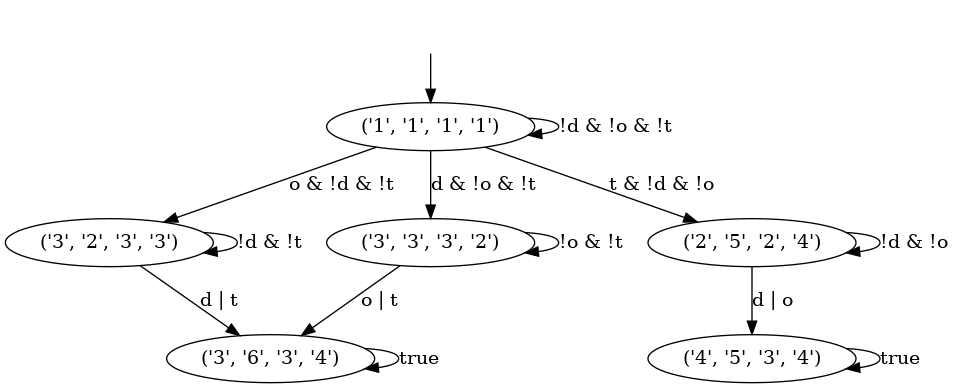 ('1', '1', '1', '1')
!d & !o & !t
o & !d & !t
d & !o & !t
t & !d & !o
('3', '2', '3', '3')
!d & !t
('3', '3', '3', '2')
!o & !t
('2', '5', '2', '4')
!d & !o
d | t
o | t
d | o
('3', '6', '3', '4')
true
('4', '5', '3', '4')
true